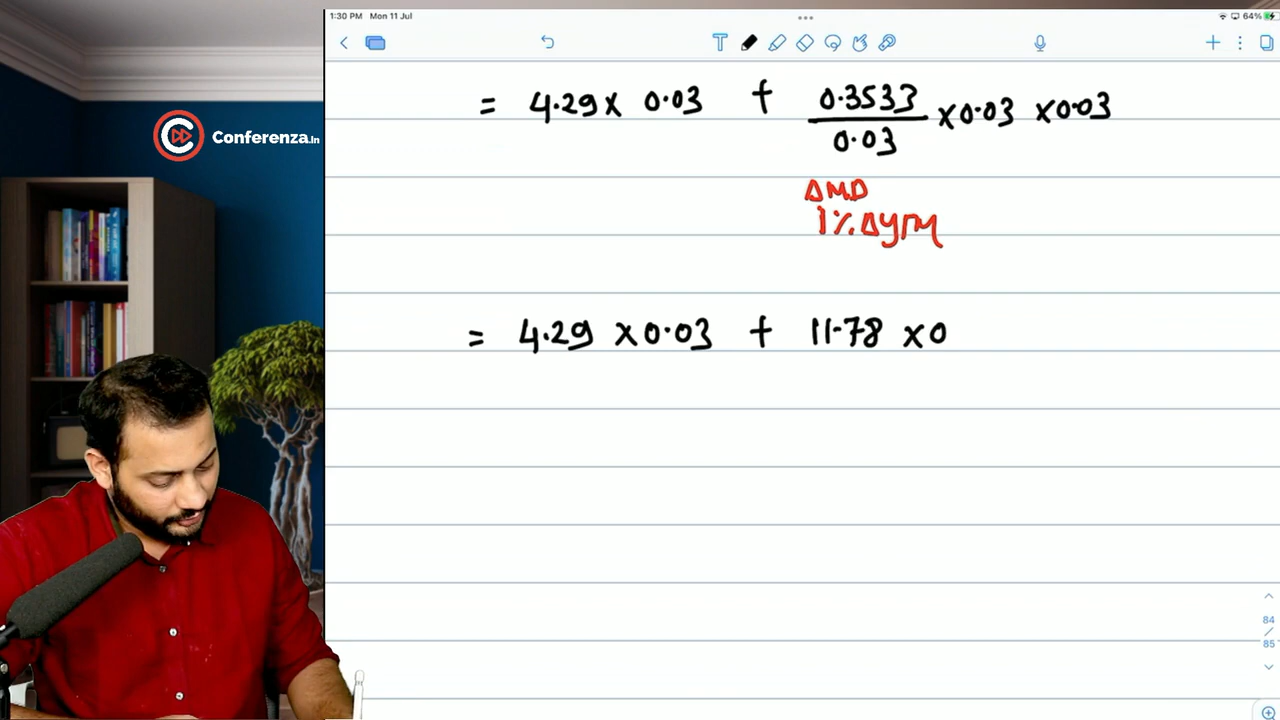 1:30 PM Mon 11 Jul
64%
Conferenza.in
= 4.29 × 0.03 + 0.3533 × 0.03 × 0.03
0.03
ΔMD
1% Δytm
= 4.29 × 0.03 + 11.78 × 0
84
/
85